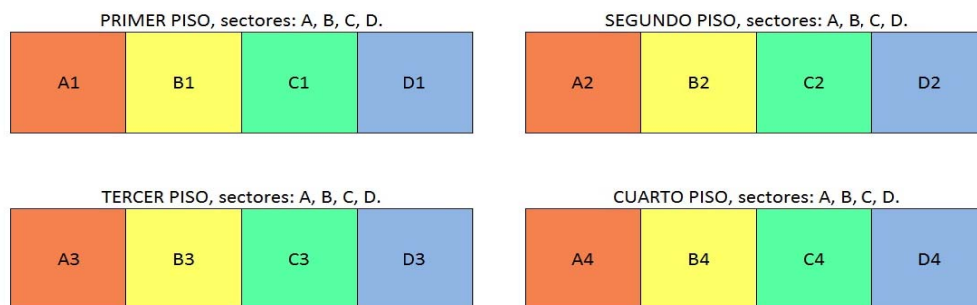 PRIMER PISO, sectores: A, B, C, D.
A1 B1 C1 D1
SEGUNDO PISO, sectores: A, B, C, D.
A2 B2 C2 D2
TERCER PISO, sectores: A, B, C, D.
A3 B3 C3 D3
CUARTO PISO, sectores: A, B, C, D.
A4 B4 C4 D4